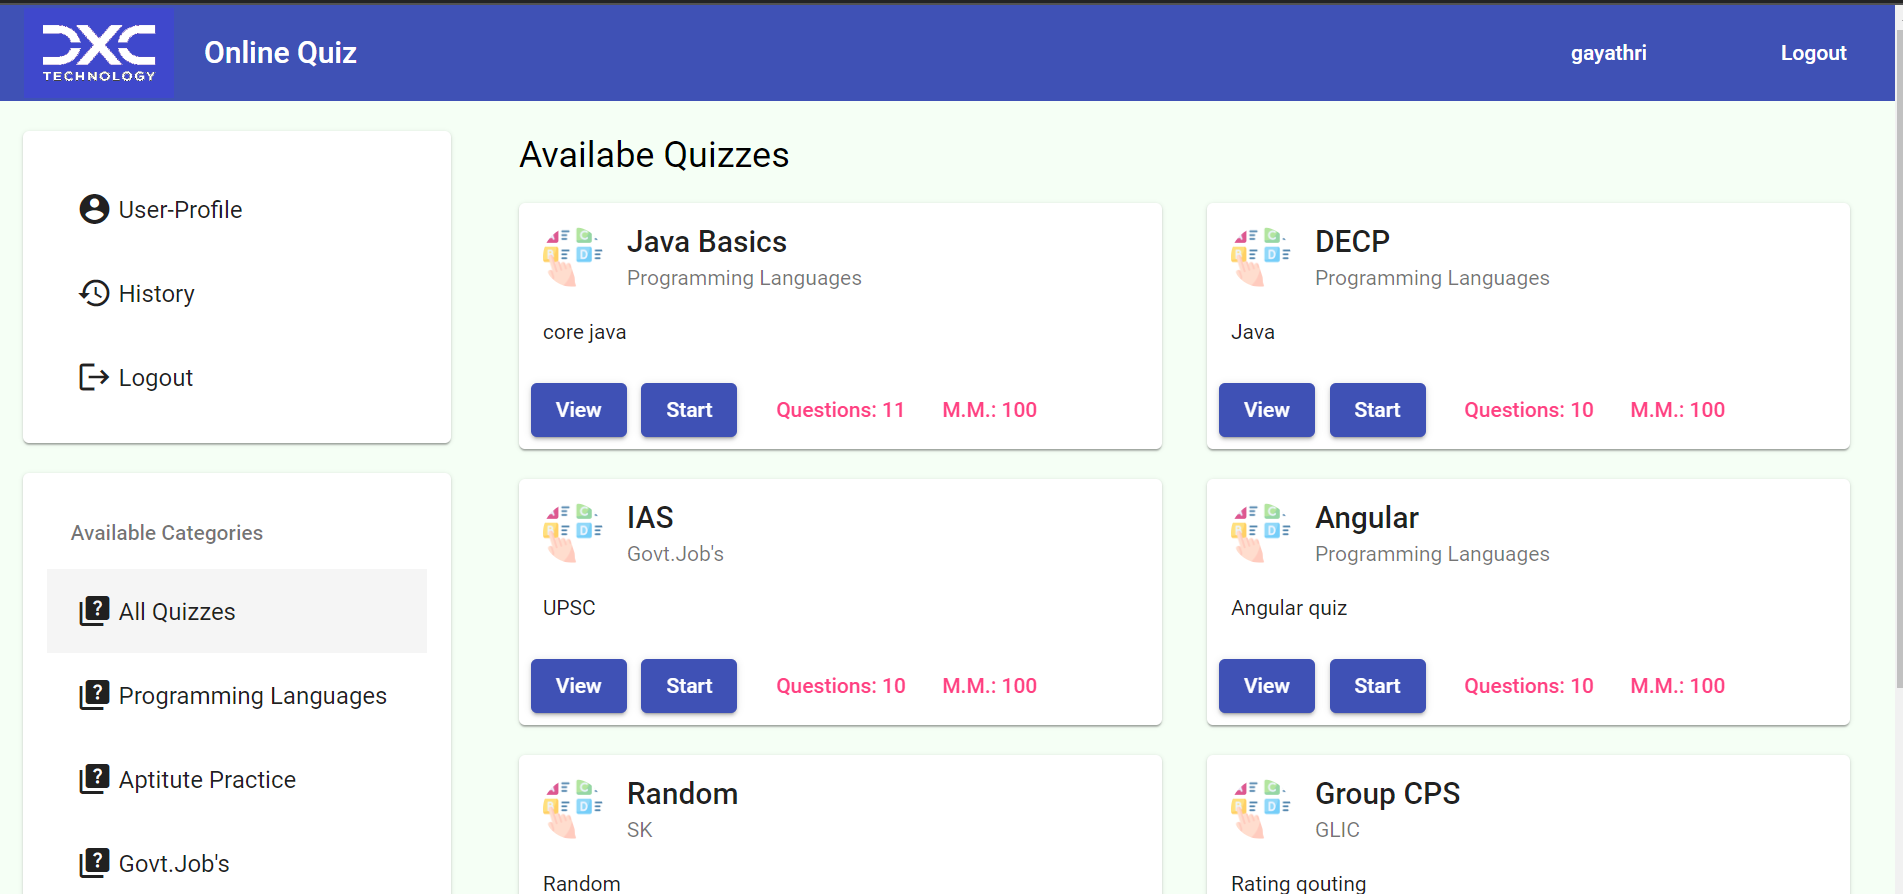 DXC
TECHNOLOGY
Online Quiz
gayathri
Logout
User-Profile
History
Logout
Available Categories
All Quizzes
Programming Languages
Aptitute Practice
Govt.Job's
Availabe Quizzes
Java Basics
Programming Languages
core java
View Start Questions: 11 M.M.: 100
DECP
Programming Languages
Java
View Start Questions: 10 M.M.: 100
IAS
Govt.Job's
UPSC
View Start Questions: 10 M.M.: 100
Angular
Programming Languages
Angular quiz
View Start Questions: 10 M.M.: 100
Random
SK
Random
Group CPS
GLIC
Rating qouting